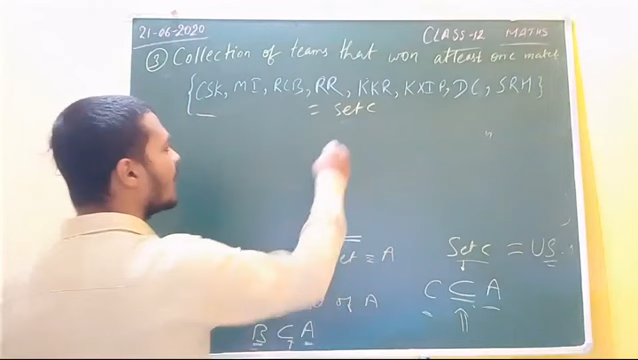 21-06-2020
CLASS-12 MATHS
③ Collection of teams that won atleast one match
{CSK, MI, RCB, RR, KKR, KXIP, DC, SRH}
= Set C
et = A
Set C = US
of A
C ⊆ A
⇑
B ⊂ A